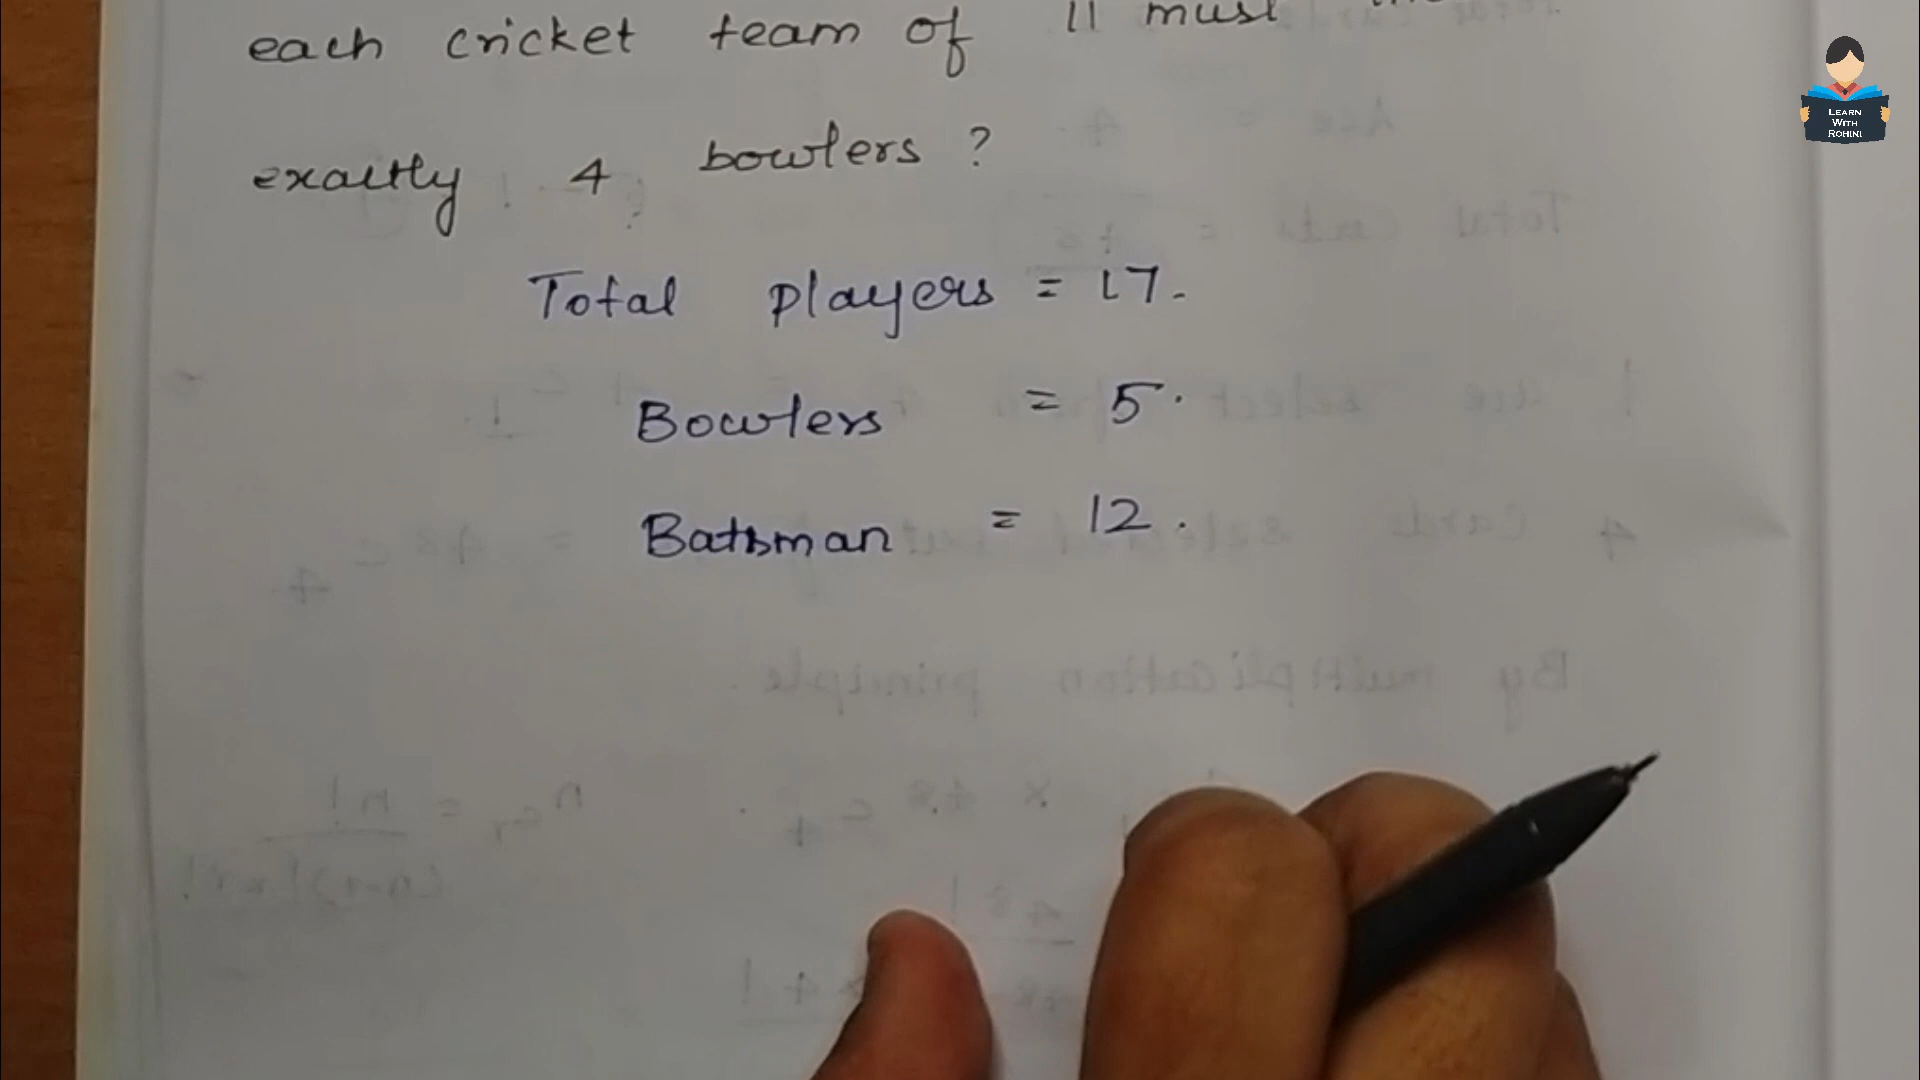 each cricket team of 11 must
exactly 4 bowlers ?
Total players = 17.
Bowlers = 5.
Batsman = 12.
LEARN
WITH
ROHINI